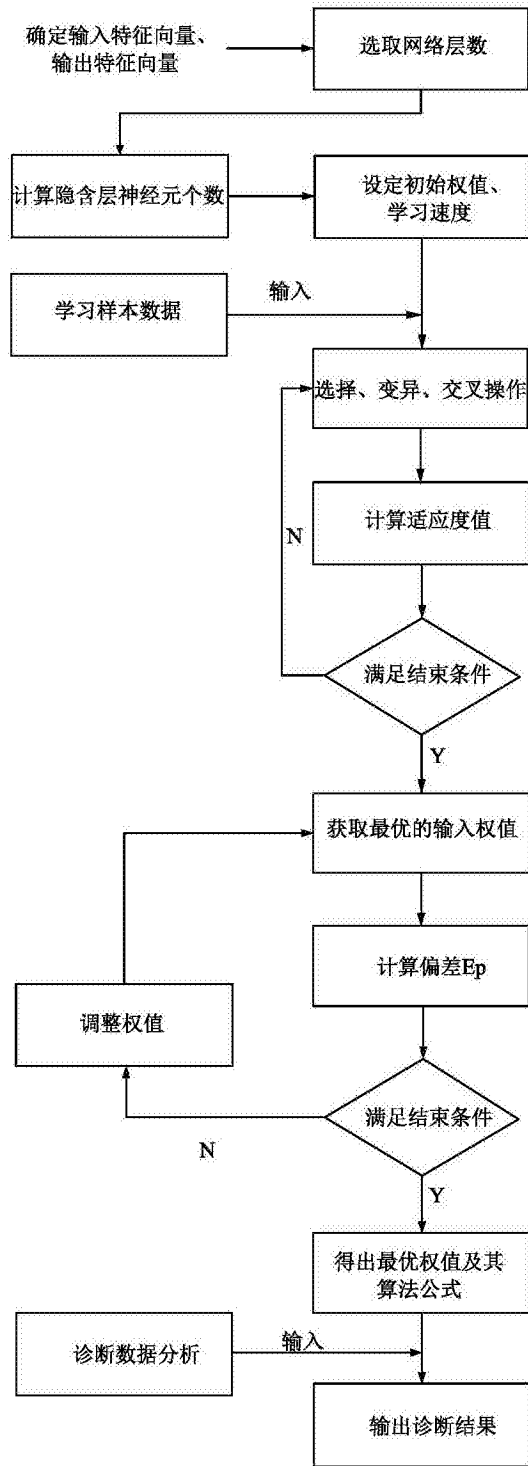 确定输入特征向量、
输出特征向量
选取网络层数
计算隐含层神经元个数
设定初始权值、
学习速度
学习样本数据
输入
选择、变异、交叉操作
计算适应度值
N
满足结束条件
Y
获取最优的输入权值
计算偏差Ep
调整权值
满足结束条件
N
Y
得出最优权值及其
算法公式
诊断数据分析
输入
输出诊断结果